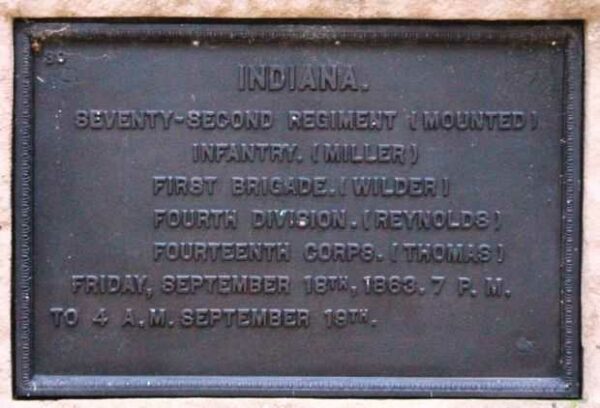 INDIANA.
SEVENTY-SECOND REGIMENT (MOUNTED)
INFANTRY. (MILLER)
FIRST BRIGADE. (WILDER)
FOURTH DIVISION. (REYNOLDS)
FOURTEENTH CORPS. (THOMAS)
FRIDAY, SEPTEMBER 18TH, 1863. 7 P. M.
TO 4 A.M. SEPTEMBER 19TH.